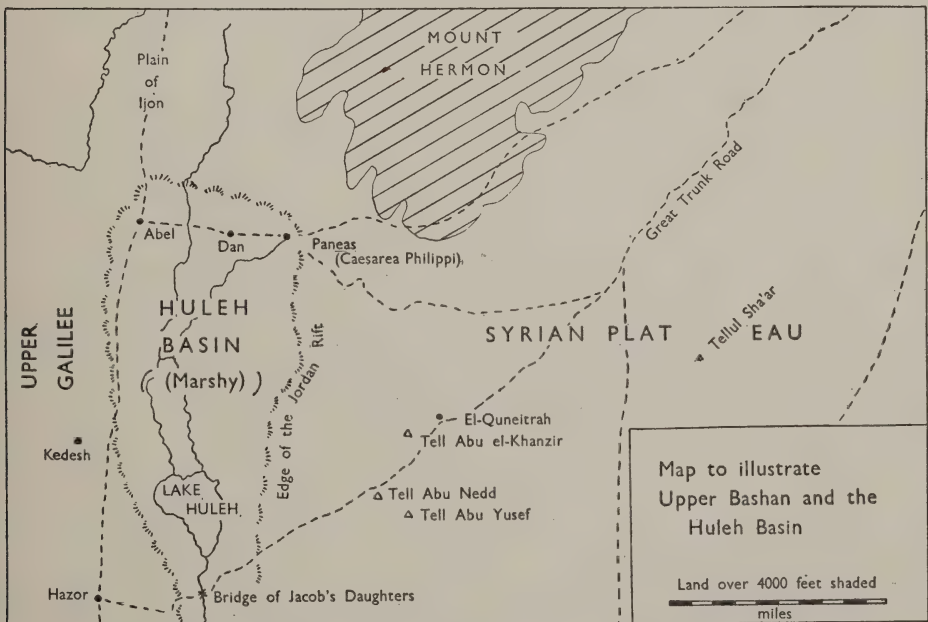 MOUNT
HERMON
Plain
of
Ijon
Great Trunk Road
Abel
Dan
Paneas
(Caesarea Philippi)
HULEH
BASIN
(Marshy)
UPPER
GALILEE
Edge of the Jordan Rift
SYRIAN PLATEAU
Tellul Sha'ar
El-Quneitrah
Tell Abu el-Khanzir
Kedesh
Tell Abu Nedd
Tell Abu Yusef
LAKE
HULEH
Hazor
Bridge of Jacob's Daughters
Map to illustrate
Upper Bashan and the
Huleh Basin
Land over 4000 feet shaded
miles